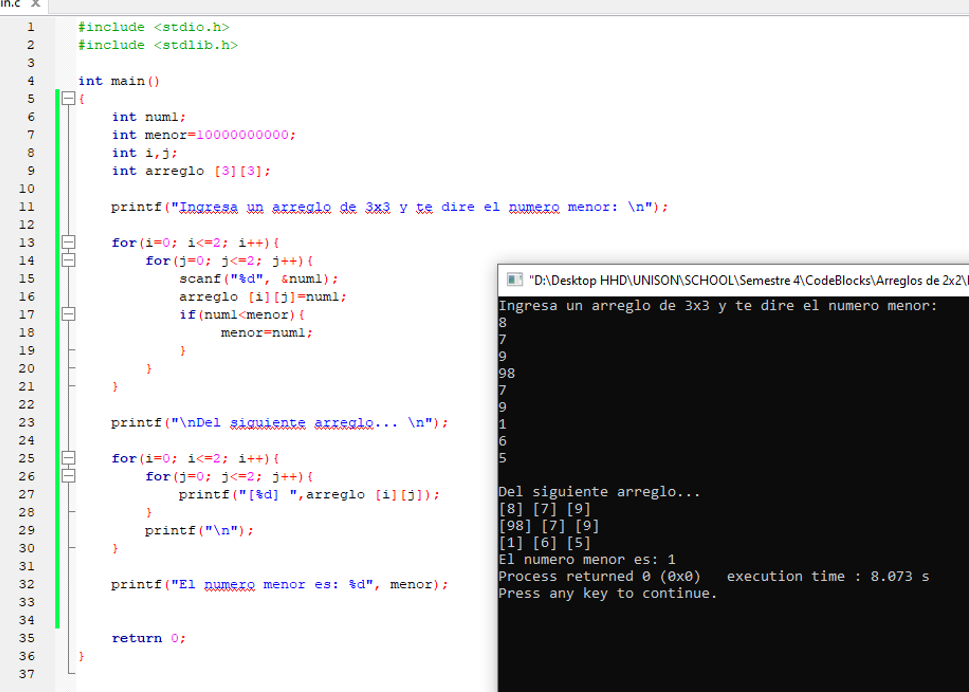 in.c x
1 #include <stdio.h>
2 #include <stdlib.h>
3
4 int main()
5 {
6 int num1;
7 int menor=10000000000;
8 int i,j;
9 int arreglo [3][3];
10
11 printf("Ingresa un arreglo de 3x3 y te dire el numero menor: \n");
12
13 for(i=0; i<=2; i++){
14 for(j=0; j<=2; j++){
15 scanf("%d", &num1);
16 arreglo [i][j]=num1;
17 if(num1<menor){
18 menor=num1;
19 }
20 }
21 }
22
23 printf("\nDel siguiente arreglo... \n");
24
25 for(i=0; i<=2; i++){
26 for(j=0; j<=2; j++){
27 printf("[%d] ",arreglo [i][j]);
28 }
29 printf("\n");
30 }
31
32 printf("El numero menor es: %d", menor);
33
34
35 return 0;
36 }
37
"D:\Desktop HHD\UNISON\SCHOOL\Semestre 4\CodeBlocks\Arreglos de 2x2\
Ingresa un arreglo de 3x3 y te dire el numero menor:
8
7
9
98
7
9
1
6
5
Del siguiente arreglo...
[8] [7] [9]
[98] [7] [9]
[1] [6] [5]
El numero menor es: 1
Process returned 0 (0x0) execution time : 8.073 s
Press any key to continue.